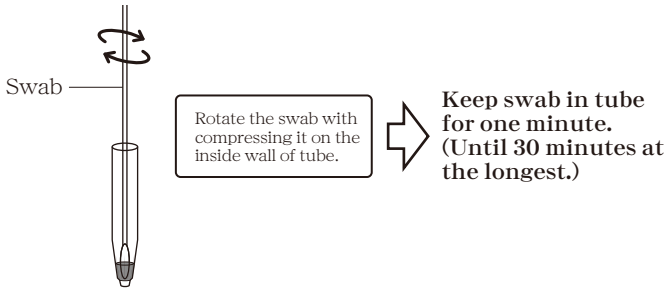 Swab
Rotate the swab with
compressing it on the
inside wall of tube.
Keep swab in tube
for one minute.
(Until 30 minutes at
the longest.)